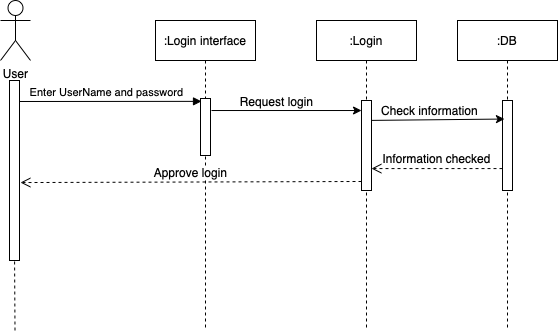 :Login interface
:Login
:DB
User
Enter UserName and password
Request login
Check information
Information checked
Approve login